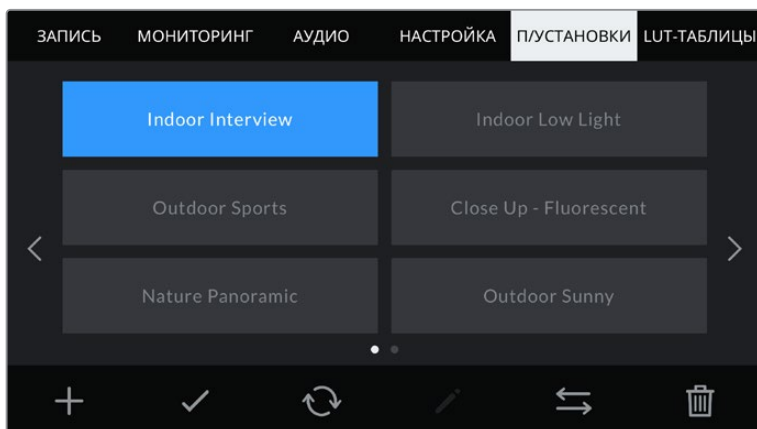 ЗАПИСЬ МОНИТОРИНГ АУДИО НАСТРОЙКА П/УСТАНОВКИ LUT-ТАБЛИЦЫ
Indoor Interview Indoor Low Light
Outdoor Sports Close Up - Fluorescent
Nature Panoramic Outdoor Sunny